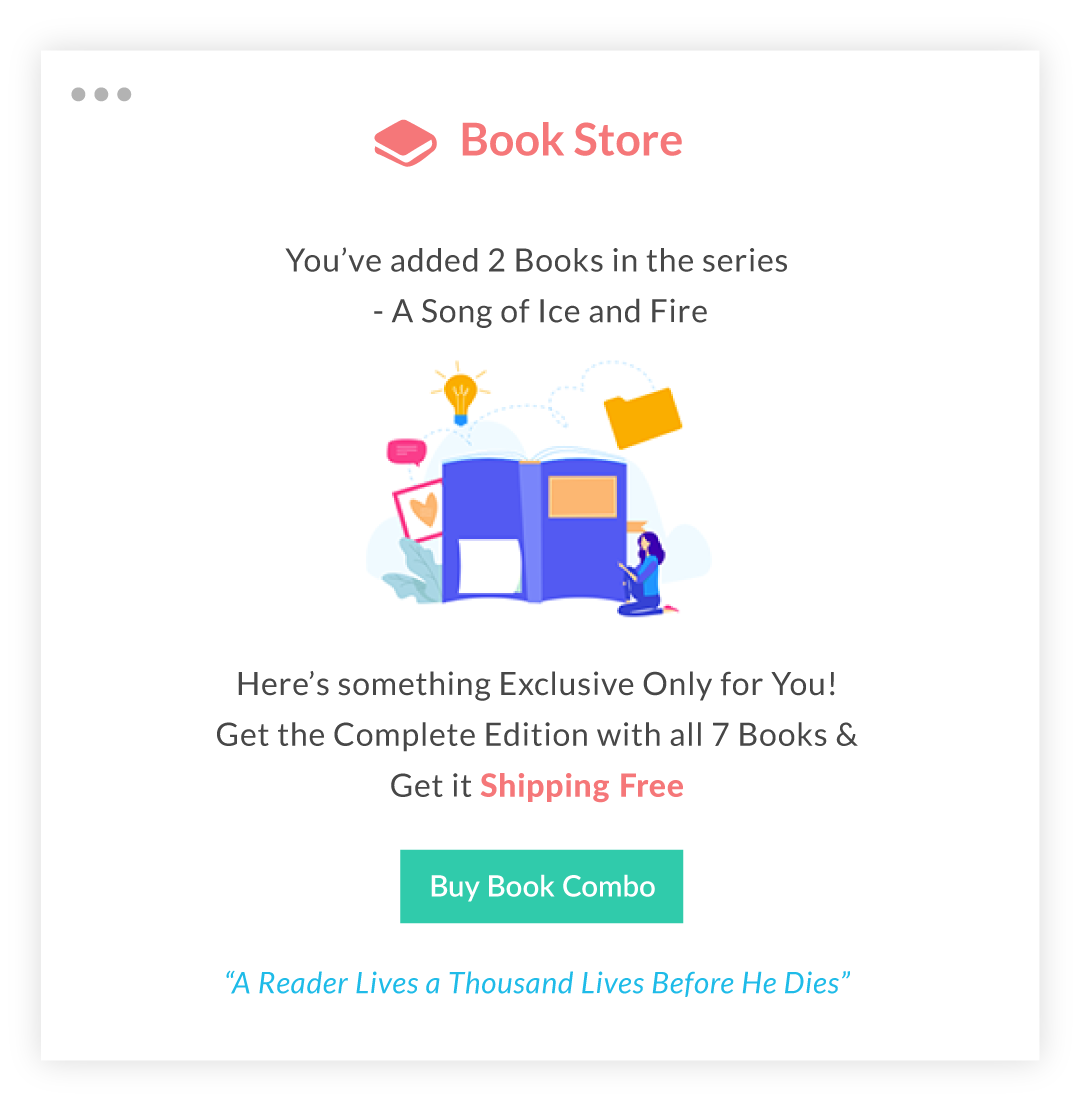 Book Store
You’ve added 2 Books in the series
- A Song of Ice and Fire
Here’s something Exclusive Only for You!
Get the Complete Edition with all 7 Books &
Get it Shipping Free
Buy Book Combo
“A Reader Lives a Thousand Lives Before He Dies”